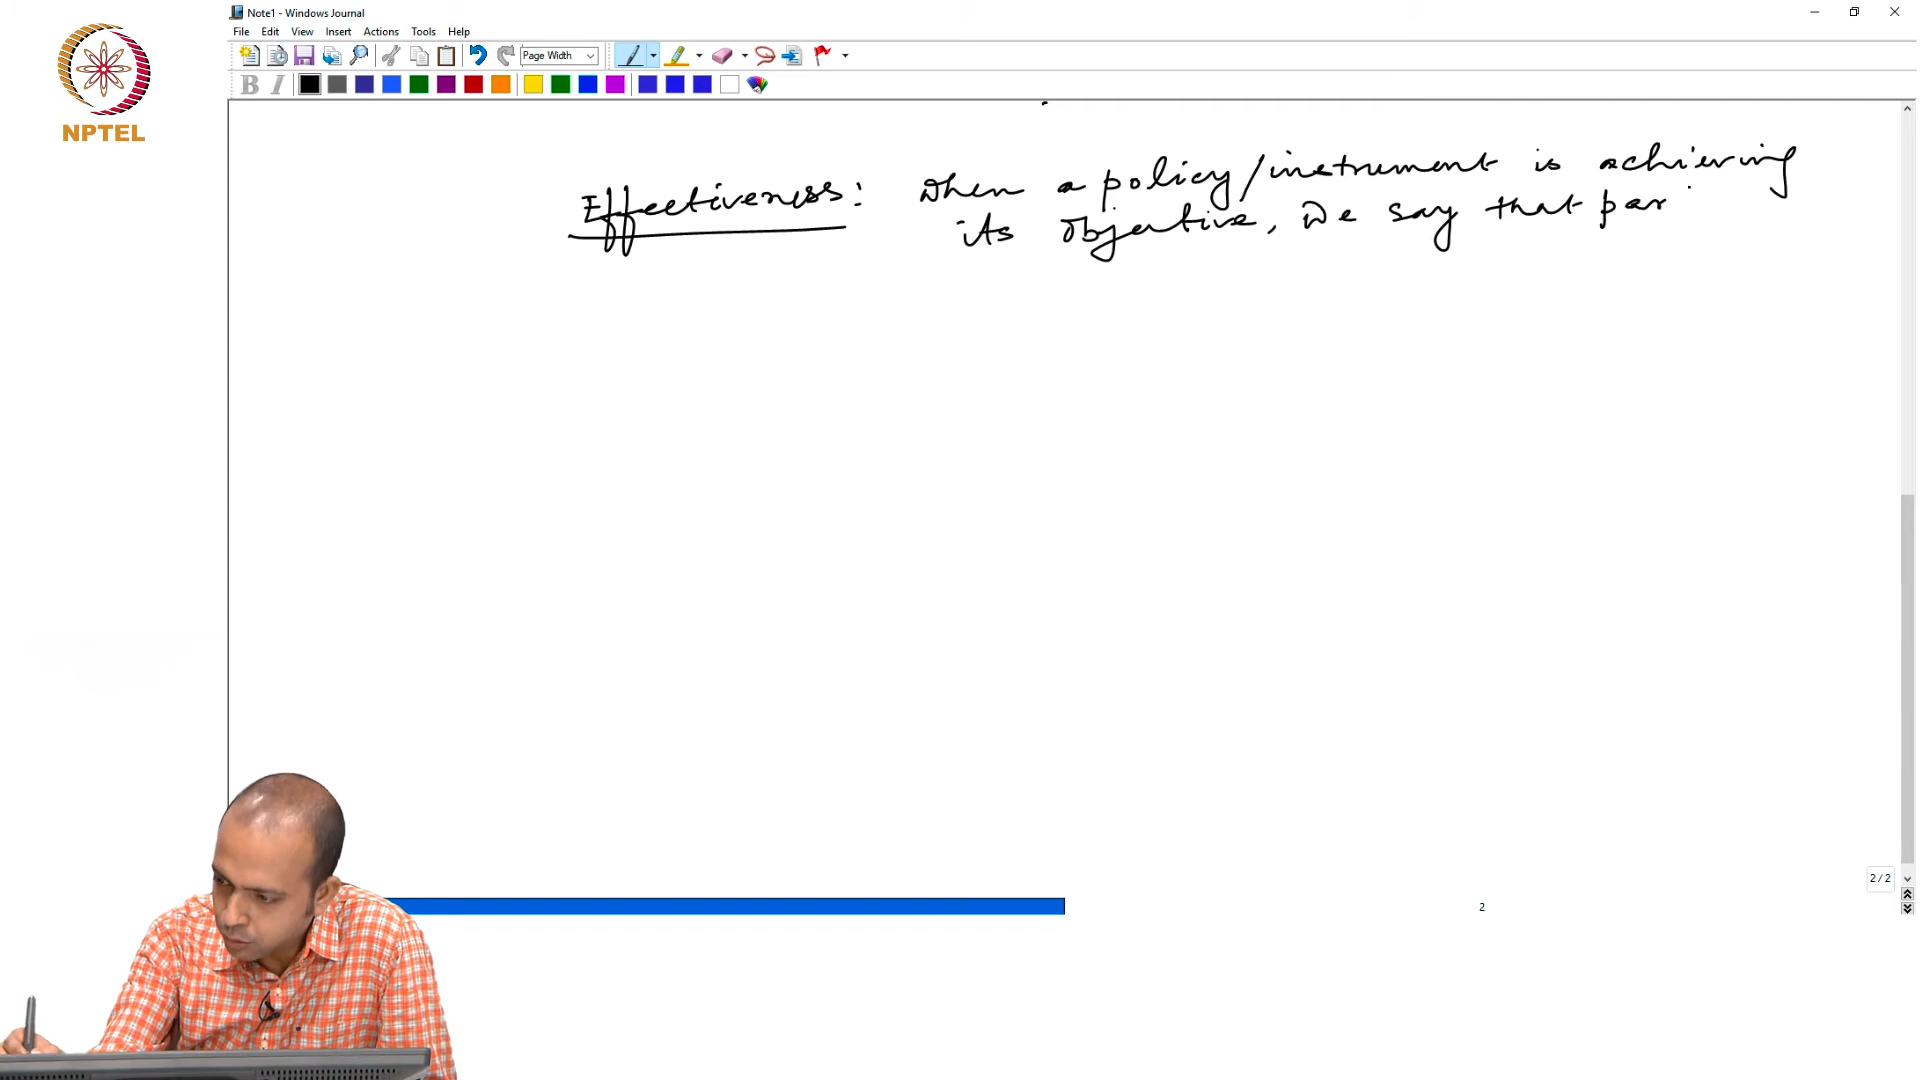 Note1 - Windows Journal
File Edit View Insert Actions Tools Help
Page Width
B I
NPTEL
Effectiveness: When a policy/instrument is achieving
its objective, we say that par
2/2
2